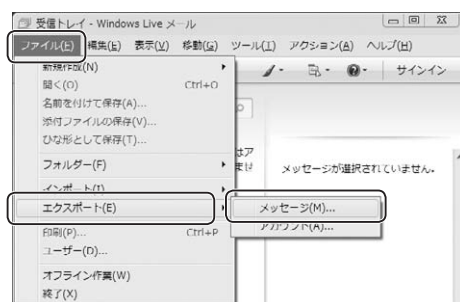 受信トレイ - Windows Live メール
ファイル(F) 編集(E) 表示(V) 移動(G) ツール(T) アクション(A) ヘルプ(H)
新規作成(N)
サインイン
開く(O) Ctrl+O
名前を付けて保存(A)...
添付ファイルの保存(V)...
ひな形として保存(T)...
フォルダー(F)
メッセージが選択されていません。
インポート(I)
エクスポート(E)
メッセージ(M)...
アカウント(A)...
印刷(P)... Ctrl+P
ユーザー(D)...
オフライン作業(W)
終了(X)